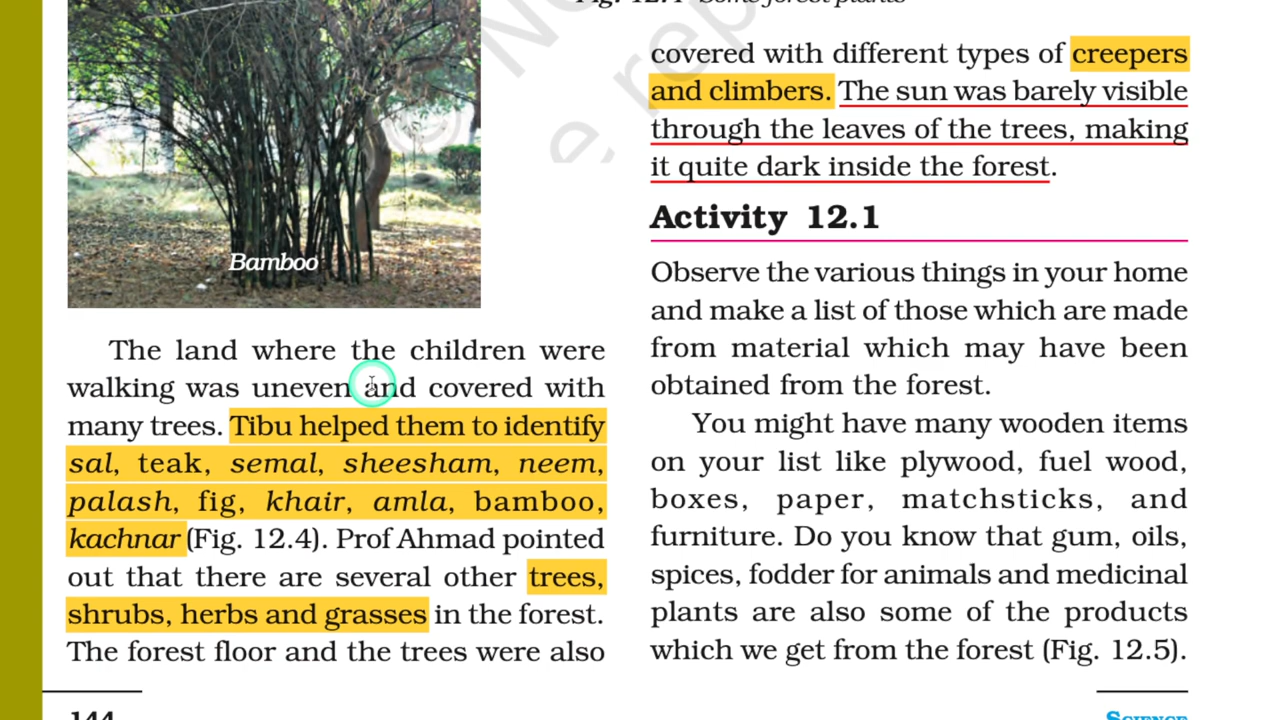 Bamboo
The land where the children were
walking was uneven and covered with
many trees. Tibu helped them to identify
sal, teak, semal, sheesham, neem,
palash, fig, khair, amla, bamboo,
kachnar (Fig. 12.4). Prof Ahmad pointed
out that there are several other trees,
shrubs, herbs and grasses in the forest.
The forest floor and the trees were also
covered with different types of creepers
and climbers. The sun was barely visible
through the leaves of the trees, making
it quite dark inside the forest.
Activity 12.1
Observe the various things in your home
and make a list of those which are made
from material which may have been
obtained from the forest.
You might have many wooden items
on your list like plywood, fuel wood,
boxes, paper, matchsticks, and
furniture. Do you know that gum, oils,
spices, fodder for animals and medicinal
plants are also some of the products
which we get from the forest (Fig. 12.5).
144
SCIENCE